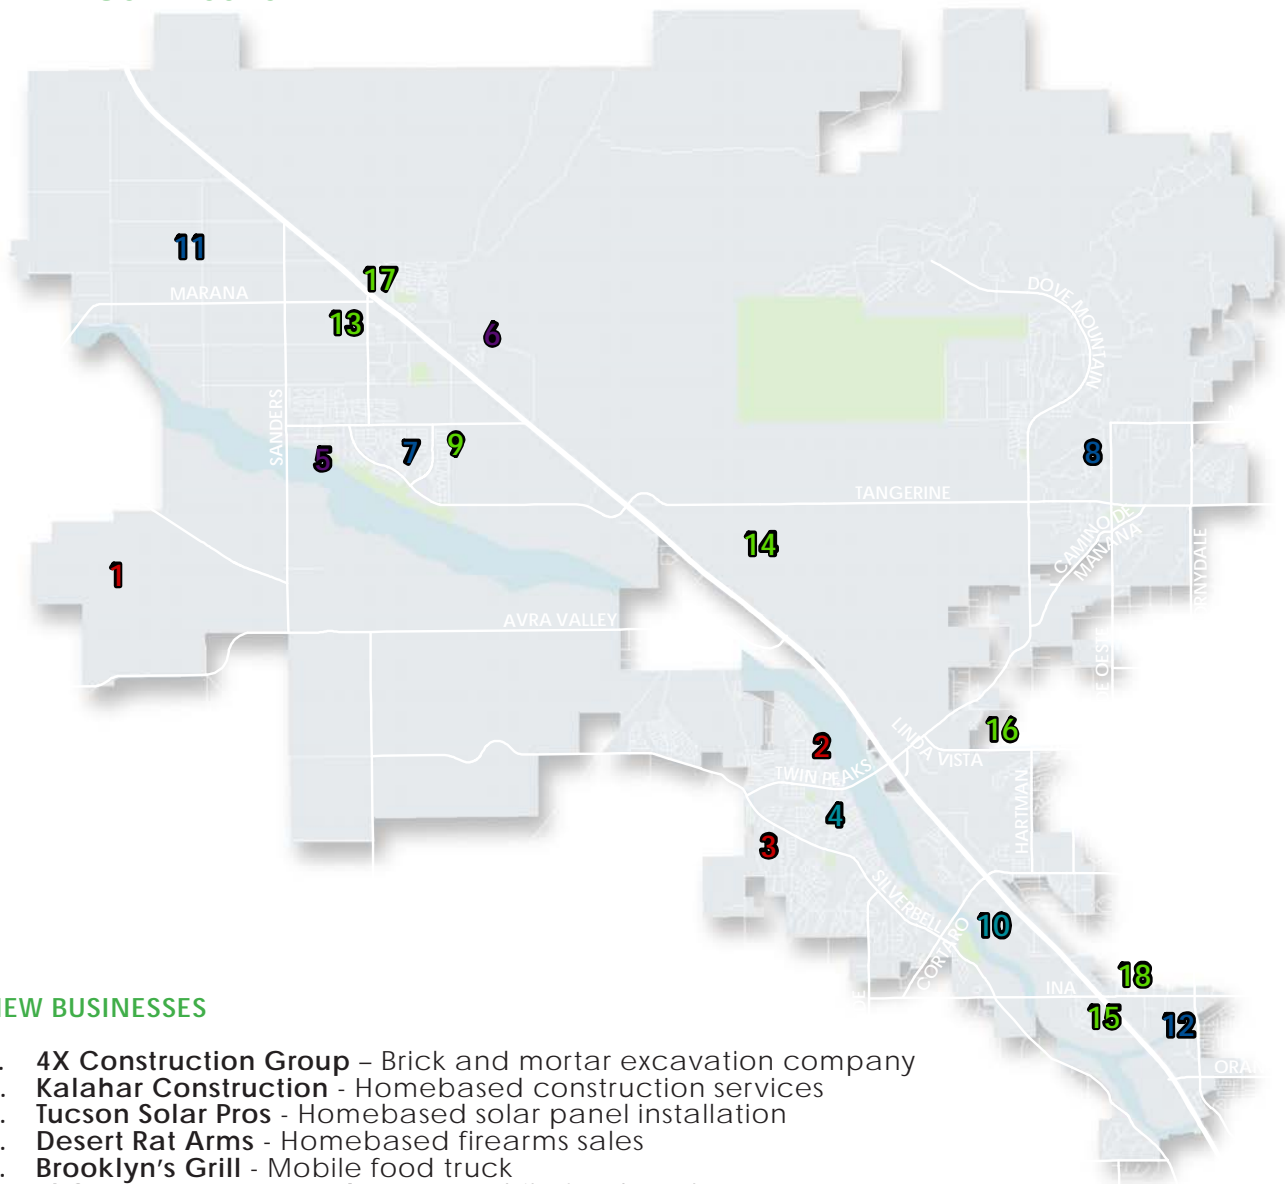 11
17
MARANA
13
6
DOVE MOUNTAIN
SANDERS
5
7
9
8
TANGERINE
14
CAMINO DE
MANANA
RNYDALE
1
AVRA VALLEY
E OESTE
16
2
LINDA VISTA
TWIN PEAKS
4
3
HARTMAN
SILVERBELL
10
CORTARO
18
INA
15
12
ORA
NEW BUSINESSES
. 4X Construction Group – Brick and mortar excavation company
. Kalahar Construction - Homebased construction services
. Tucson Solar Pros - Homebased solar panel installation
. Desert Rat Arms - Homebased firearms sales
. Brooklyn's Grill - Mobile food truck